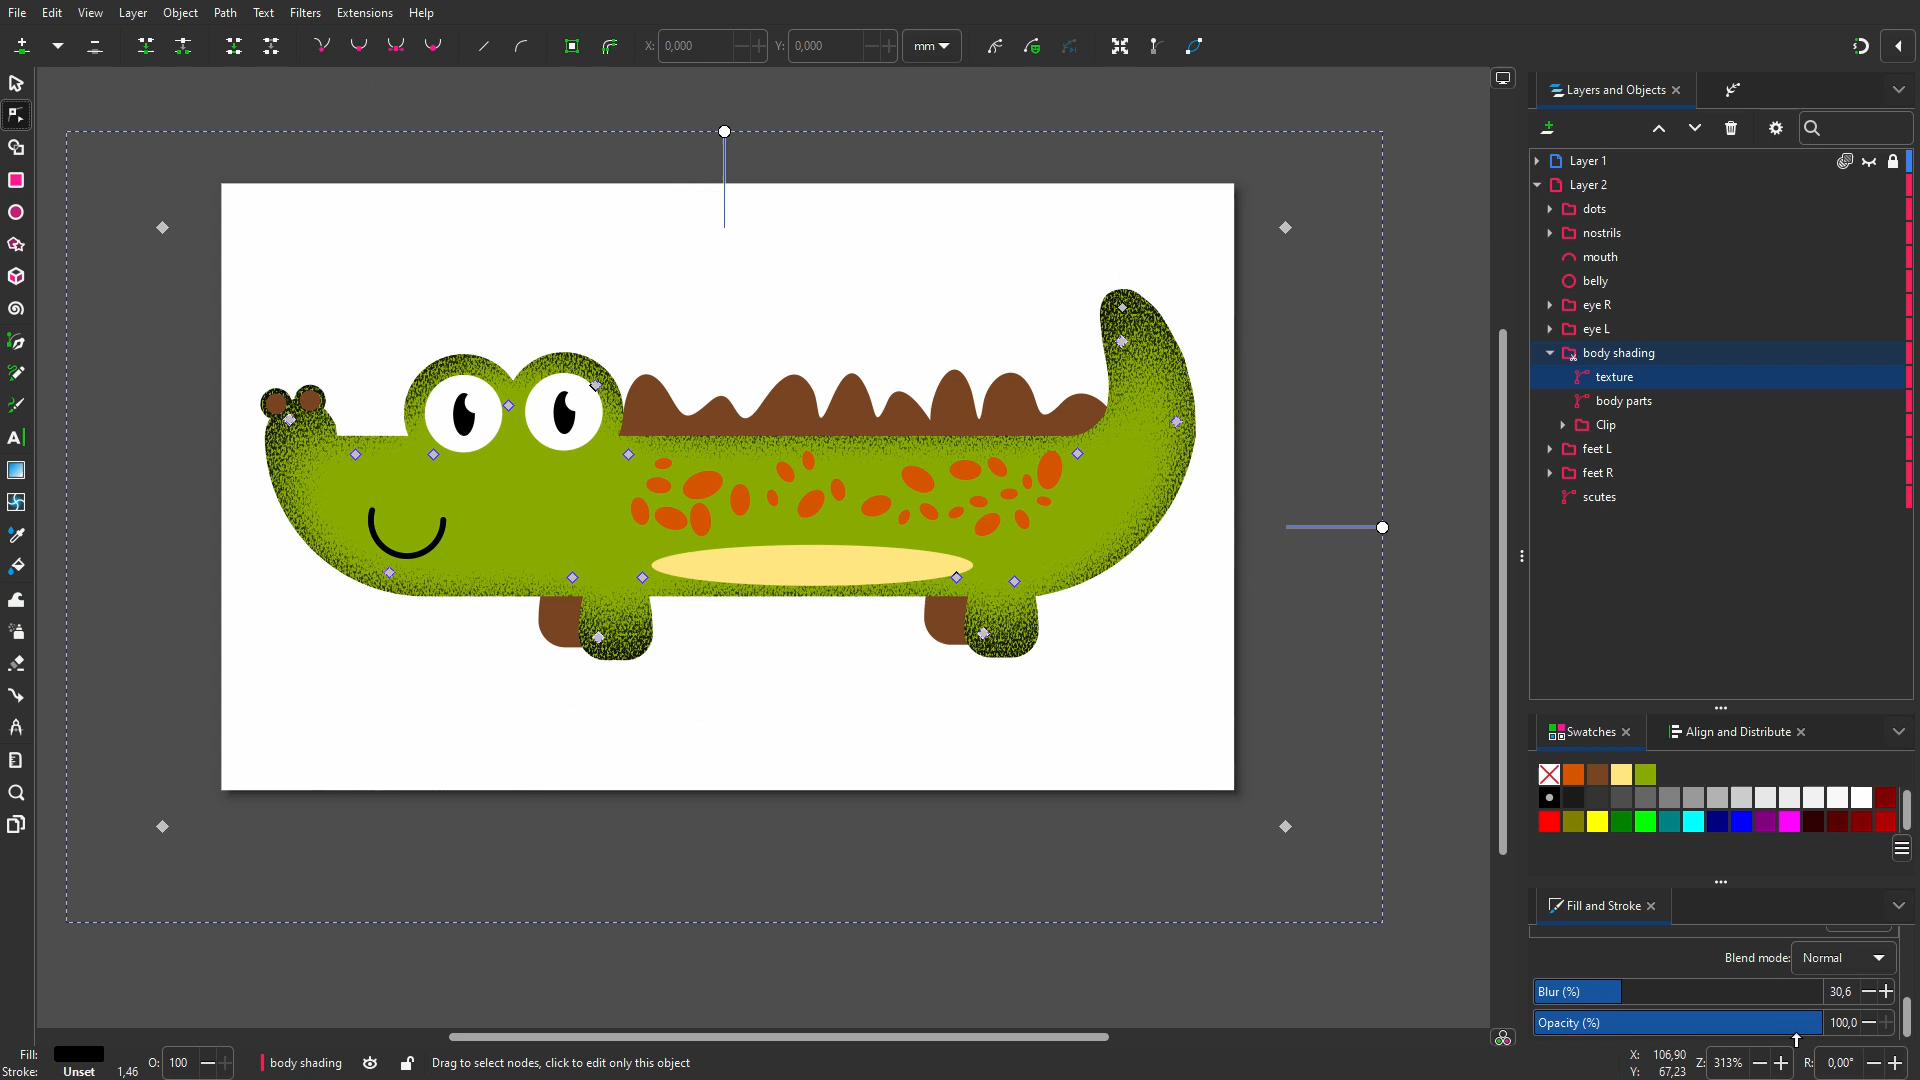 File Edit View Layer Object Path Text Filters Extensions Help
X: 0,000 Y: 0,000 mm
Layers and Objects
Layer 1
Layer 2
dots
nostrils
mouth
belly
eye R
eye L
body shading
texture
body parts
Clip
feet L
feet R
scutes
Swatches Align and Distribute
Fill and Stroke
Blend mode: Normal
Blur (%) 30,6
Opacity (%) 100,0
Fill:
Stroke: Unset 1,46
O: 100
body shading
Drag to select nodes, click to edit only this object
X: 106,90
Y: 67,23
Z: 313%
R: 0,00°